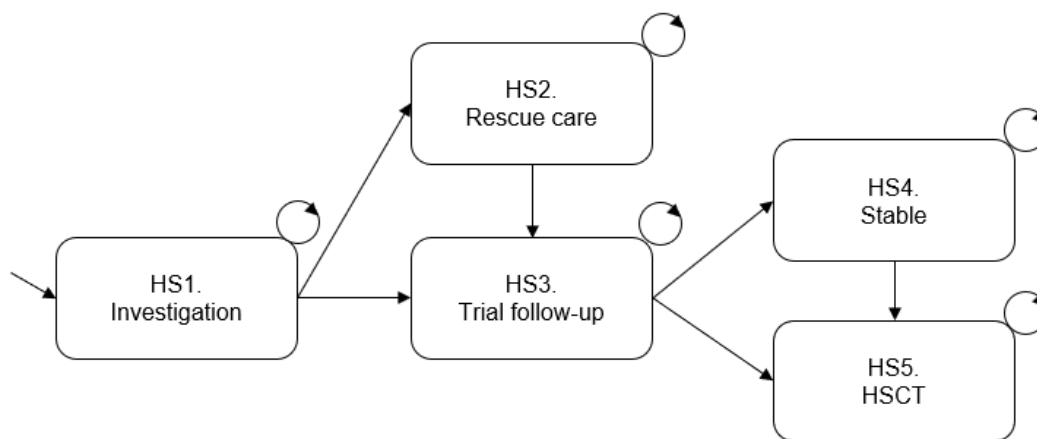 HS1.
Investigation
HS2.
Rescue care
HS3.
Trial follow-up
HS4.
Stable
HS5.
HSCT